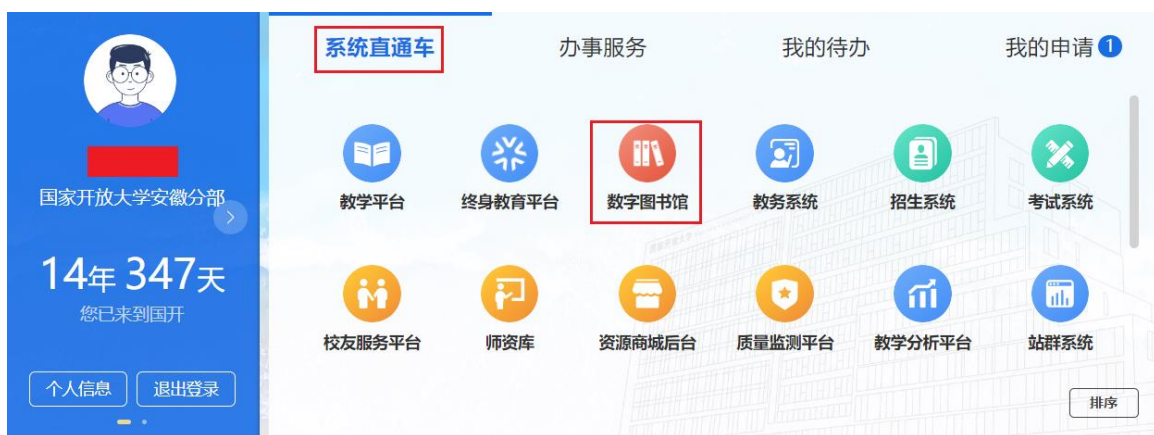 系统直通车
办事服务
我的待办
我的申请 1
国家开放大学安徽分部
14年 347天
您已来到国开
个人信息
退出登录
教学平台
终身教育平台
数字图书馆
教务系统
招生系统
考试系统
校友服务平台
师资库
资源商城后台
质量监测平台
教学分析平台
站群系统
排序